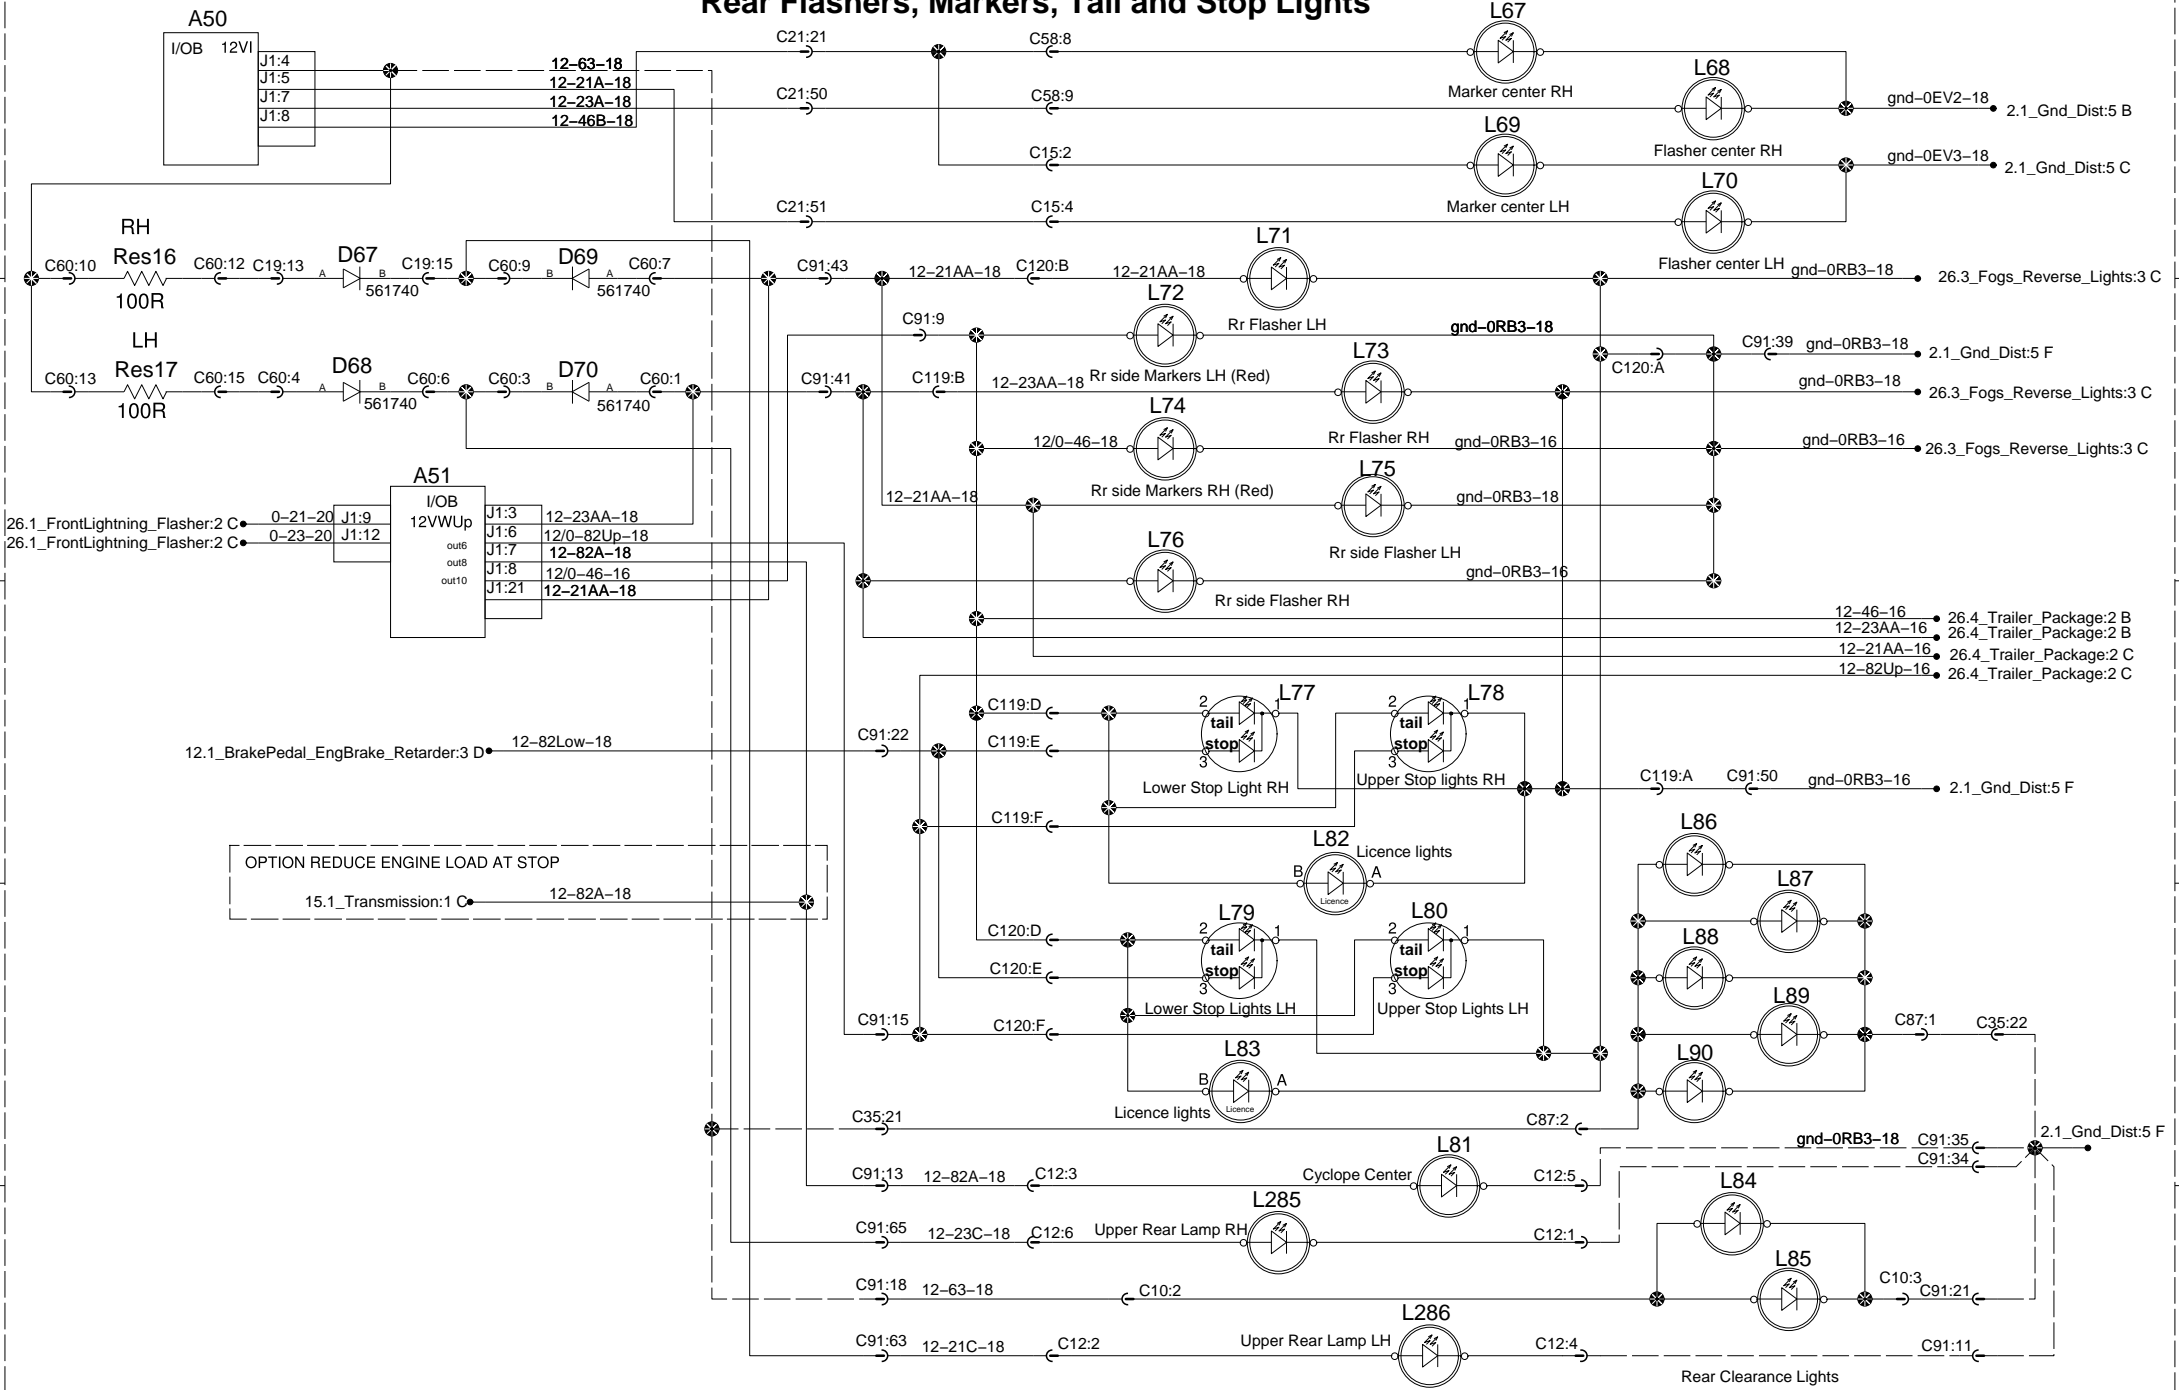 Rear Flashers, Markers, Tail and Stop Lights
A50
I/OB 12VI
J1:4
J1:5
J1:7
J1:8
12-63-18
12-21A-18
12-23A-18
12-46B-18
C21:21
C58:8
L67
Marker center RH
L68
C21:50
C58:9
gnd-0EV2-18
2.1_Gnd_Dist:5 B
Flasher center RH
L69
C15:2
gnd-0EV3-18
2.1_Gnd_Dist:5 C
Marker center LH
L70
C21:51
C15:4
Flasher center LH
RH
Res16
100R
C60:10
C60:12
C19:13
A
D67
B
561740
C19:15
C60:9
B
D69
A
561740
C60:7
C91:43
12-21AA-18
C120:B
12-21AA-18
L71
Rr Flasher LH
gnd-0RB3-18
26.3_Fogs_Reverse_Lights:3 C
L72
C91:9
gnd-0RB3-18
Rr side Markers LH (Red)
C120:A
C91:39
gnd-0RB3-18
2.1_Gnd_Dist:5 F
LH
Res17
100R
C60:13
C60:15
C60:4
A
D68
B
561740
C60:6
C60:3
B
D70
A
561740
C60:1
C91:41
C119:B
12-23AA-18
L73
Rr Flasher RH
gnd-0RB3-18
26.3_Fogs_Reverse_Lights:3 C
L74
12/0-46-18
gnd-0RB3-16
gnd-0RB3-16
26.3_Fogs_Reverse_Lights:3 C
Rr side Markers RH (Red)
L75
12-21AA-18
gnd-0RB3-18
Rr side Flasher LH
L76
gnd-0RB3-16
Rr side Flasher RH
A51
I/OB
12VWUp
out6
out8
out10
26.1_FrontLightning_Flasher:2 C
26.1_FrontLightning_Flasher:2 C
0-21-20
0-23-20
J1:9
J1:12
J1:3
J1:6
J1:7
J1:8
J1:21
12-23AA-18
12/0-82Up-18
12-82A-18
12/0-46-16
12-21AA-18
12-46-16
26.4_Trailer_Package:2 B
12-23AA-16
26.4_Trailer_Package:2 B
12-21AA-16
26.4_Trailer_Package:2 C
12-82Up-16
26.4_Trailer_Package:2 C
C119:D
2
tail
stop
3
L77
1
Lower Stop Light RH
2
tail
stop
3
L78
1
Upper Stop lights RH
12.1_BrakePedal_EngBrake_Retarder:3 D
12-82Low-18
C91:22
C119:E
C119:A
C91:50
gnd-0RB3-16
2.1_Gnd_Dist:5 F
C119:F
L82
Licence lights
B
A
Licence
OPTION REDUCE ENGINE LOAD AT STOP
15.1_Transmission:1 C
12-82A-18
C120:D
2
tail
stop
3
L79
1
Lower Stop Lights LH
2
tail
stop
3
L80
1
Upper Stop Lights LH
C120:E
C91:15
C120:F
L83
B
A
Licence
Licence lights
L86
L87
L88
L89
L90
C87:1
C35:22
C35:21
C87:2
2.1_Gnd_Dist:5 F
gnd-0RB3-18
C91:35
C91:34
C91:13
12-82A-18
C12:3
Cyclope Center
L81
C12:5
C91:65
12-23C-18
C12:6
Upper Rear Lamp RH
L285
C12:1
L84
L85
C91:18
12-63-18
C10:2
C10:3
C91:21
C91:63
12-21C-18
C12:2
Upper Rear Lamp LH
L286
C12:4
C91:11
Rear Clearance Lights